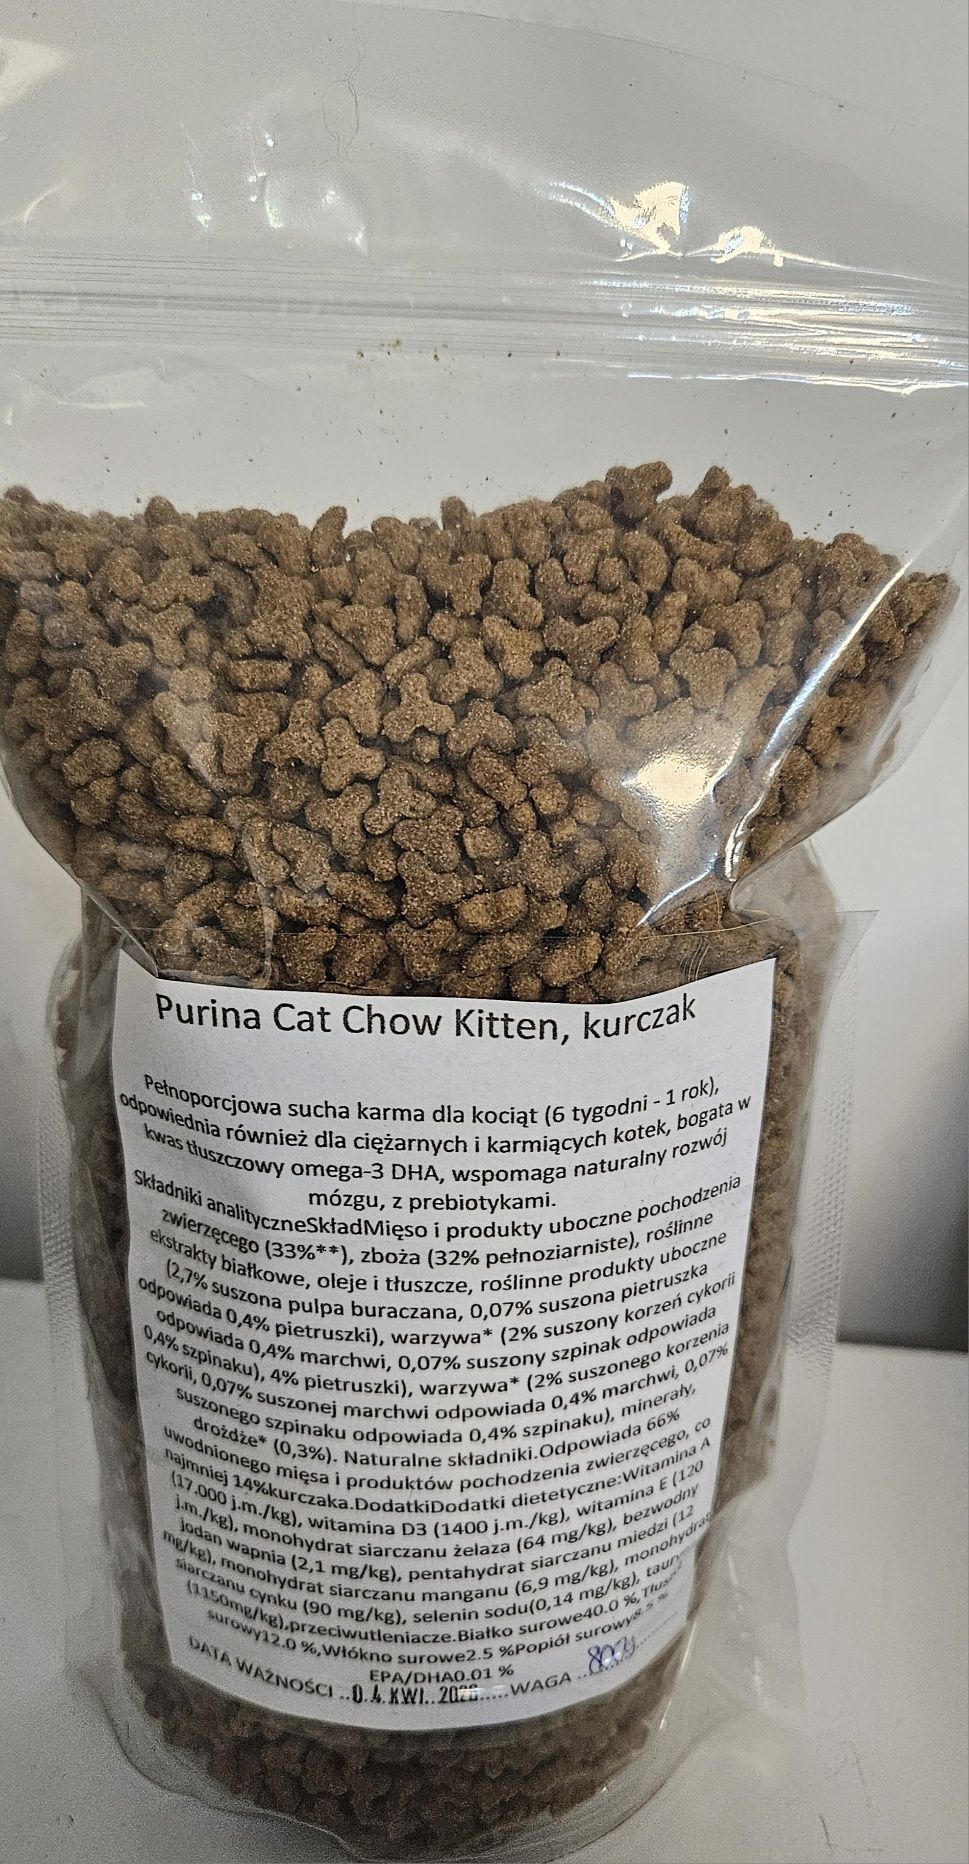 Purina Cat Chow Kitten, kurczak
Pełnoporcjowa sucha karma dla kociąt (6 tygodni - 1 rok),
odpowiednia również dla ciężarnych i karmiących kotek, bogata w
kwas tłuszczowy omega-3 DHA, wspomaga naturalny rozwój
mózgu, z prebiotykami.
Składniki analityczneSkładMięso i produkty uboczne pochodzenia
zwierzęcego (33%**), zboża (32% pełnoziarniste), roślinne
ekstrakty białkowe, oleje i tłuszcze, roślinne produkty uboczne
(2,7% suszona pulpa buraczana, 0,07% suszona pietruszka
odpowiada 0,4% pietruszki), warzywa* (2% suszony korzeń cykorii
odpowiada 0,4% marchwi, 0,07% suszony szpinak odpowiada
0,4% szpinaku), 4% pietruszki), warzywa* (2% suszonego korzenia
cykorii, 0,07% suszonej marchwi odpowiada 0,4% marchwi, 0,07%
suszonego szpinaku odpowiada 0,4% szpinaku), minerały,
drożdże* (0,3%). Naturalne składniki.Odpowiada 66%
uwodnionego mięsa i produktów pochodzenia zwierzęcego, co
najmniej 14%kurczaka.DodatkiDodatki dietetyczne:Witamina A
(17.000 j.m./kg), witamina D3 (1400 j.m./kg), witamina E (120
j.m./kg), monohydrat siarczanu żelaza (64 mg/kg), bezwodny
jodan wapnia (2,1 mg/kg), pentahydrat siarczanu miedzi (12
mg/kg), monohydrat siarczanu manganu (6,9 mg/kg), monohydrat
siarczanu cynku (90 mg/kg), selenin sodu(0,14 mg/kg),
(1150mg/kg),przeciwutleniacze.Białko surowe40.0 %,
surowy12.0 %,Włókno surowe2.5 %Popiół surowy8.5 %
EPA/DHA0.01 %
DATA WAŻNOŚCI ..0.4. KWI.. 2026.....WAGA ..800g..........